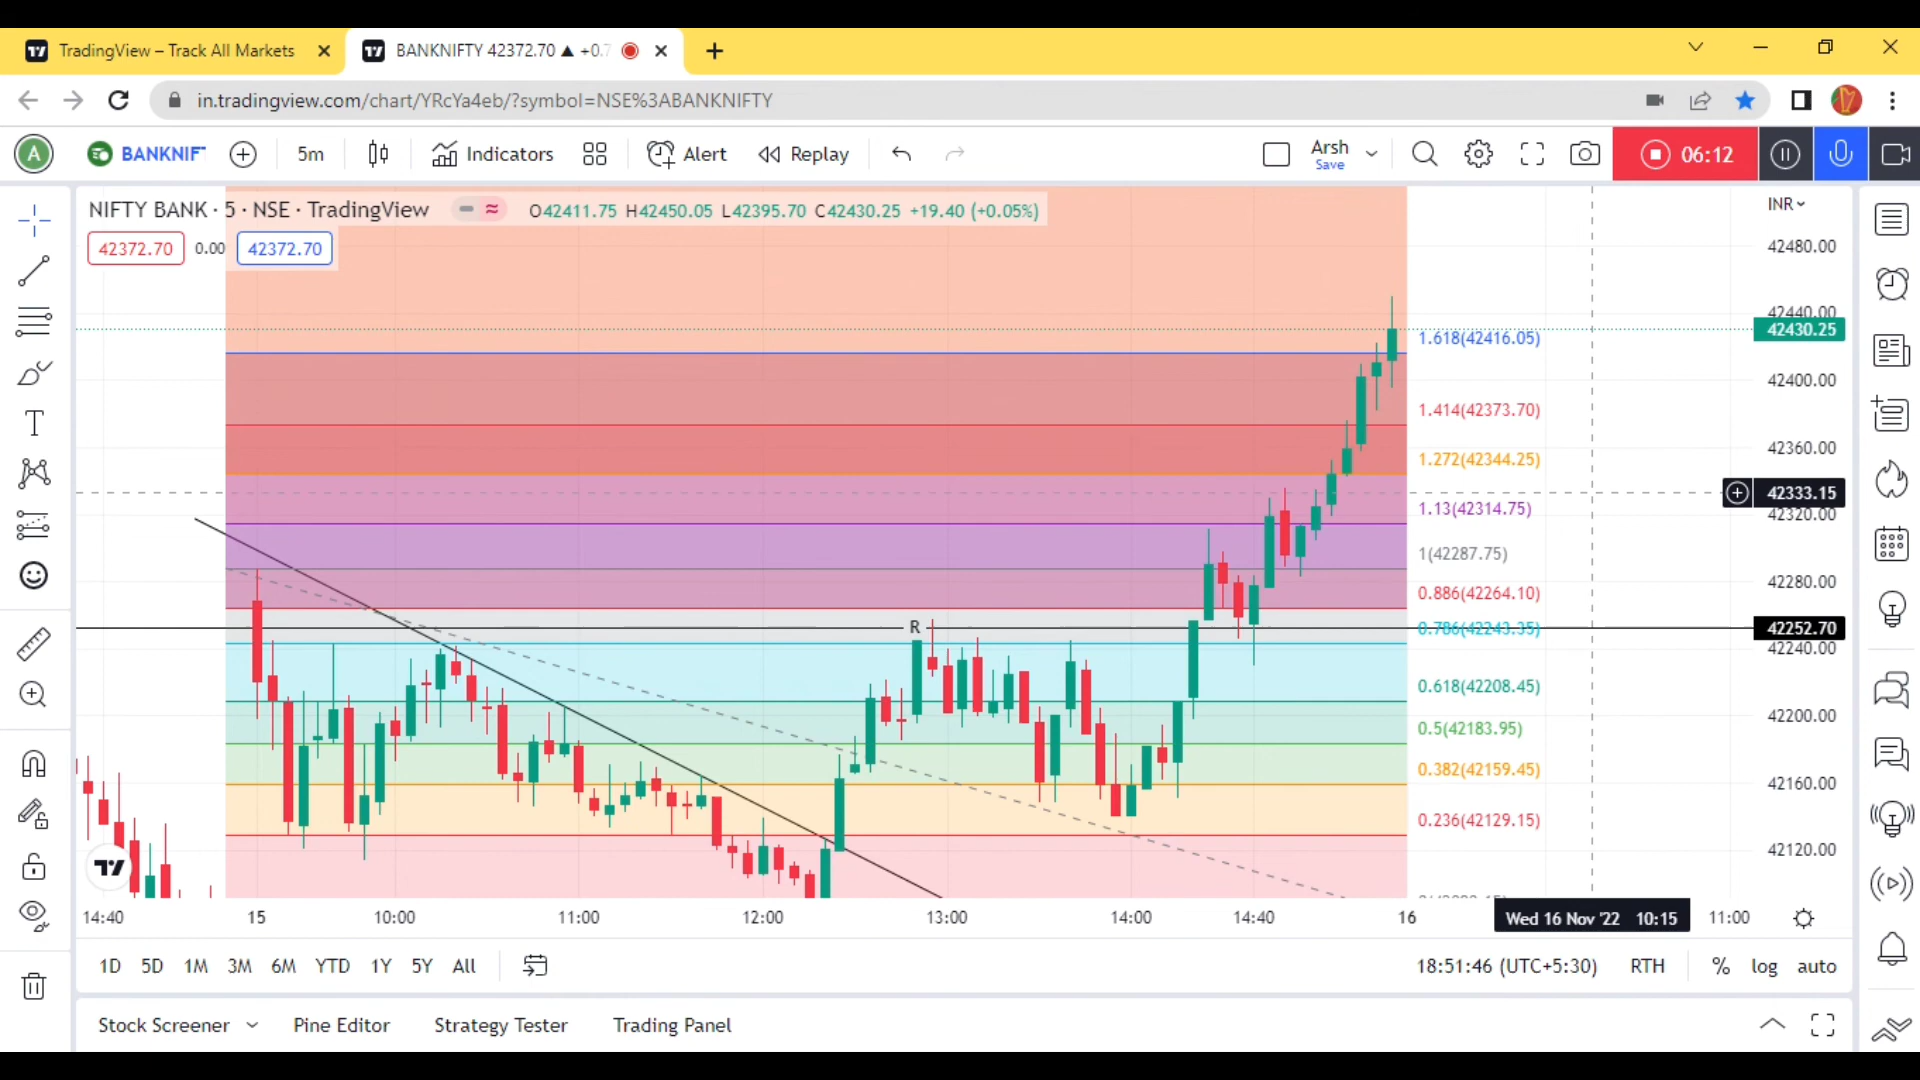 TradingView – Track All Markets
BANKNIFTY 42372.70 ▲ +0.7
in.tradingview.com/chart/YRcYa4eb/?symbol=NSE%3ABANKNIFTY
A
BANKNIF
5m
Indicators
Alert
Replay
Arsh
Save
06:12
NIFTY BANK · 5 · NSE · TradingView
O42411.75 H42450.05 L42395.70 C42430.25 +19.40 (+0.05%)
INR
42372.70
0.00
42372.70
42480.00
42440.00
42430.25
1.618(42416.05)
42400.00
1.414(42373.70)
42360.00
1.272(42344.25)
42333.15
1.13(42314.75)
42320.00
1(42287.75)
42280.00
0.886(42264.10)
R
0.786(42243.35)
42252.70
42240.00
0.618(42208.45)
42200.00
0.5(42183.95)
0.382(42159.45)
42160.00
0.236(42129.15)
42120.00
14:40
15
10:00
11:00
12:00
13:00
14:00
14:40
16
Wed 16 Nov '22 10:15
11:00
1D
5D
1M
3M
6M
YTD
1Y
5Y
All
18:51:46 (UTC+5:30)
RTH
%
log
auto
Stock Screener
Pine Editor
Strategy Tester
Trading Panel